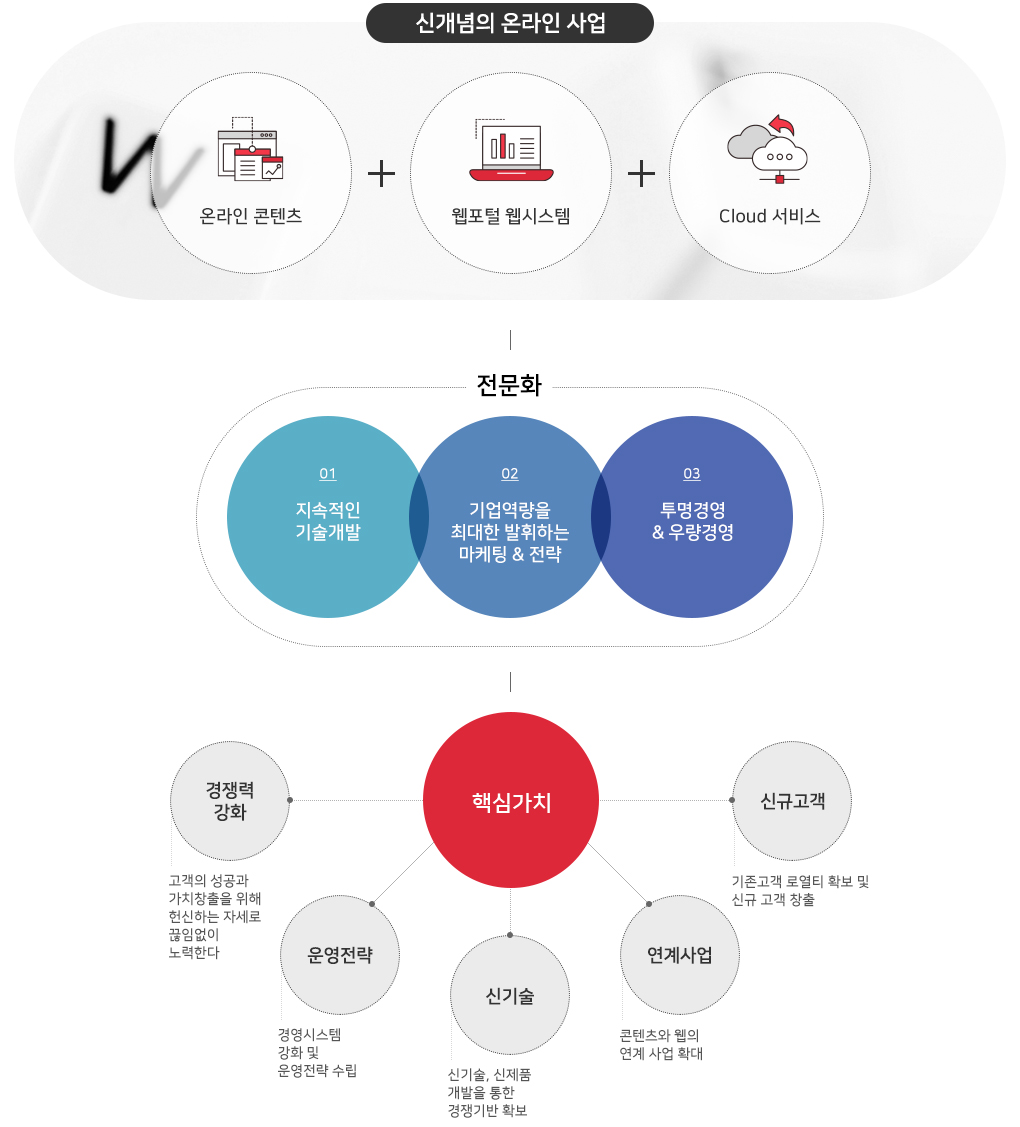 신개념의 온라인 사업
온라인 콘텐츠
웹포털 웹시스템
Cloud 서비스
전문화
01
지속적인
기술개발
02
기업역량을
최대한 발휘하는
마케팅 & 전략
03
투명경영
& 우량경영
핵심가치
경쟁력
강화
고객의 성공과
가치창출을 위해
헌신하는 자세로
끊임없이
노력한다
운영전략
경영시스템
강화 및
운영전략 수립
신기술
신기술, 신제품
개발을 통한
경쟁기반 확보
연계사업
콘텐츠와 웹의
연계 사업 확대
신규고객
기존고객 로열티 확보 및
신규 고객 창출